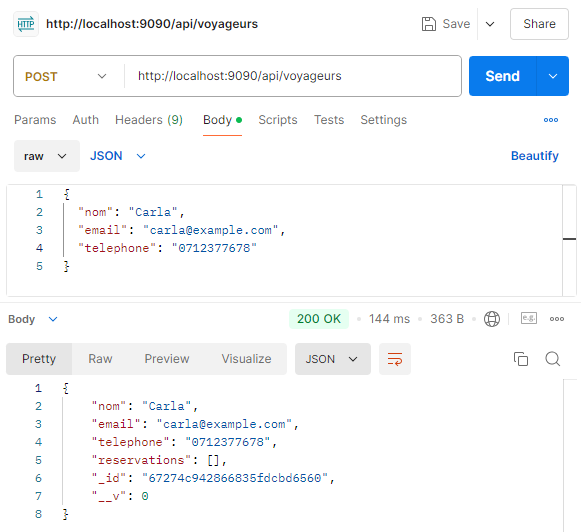 HTTP http://localhost:9090/api/voyageurs Save Share
POST http://localhost:9090/api/voyageurs Send
Params Auth Headers (9) Body Scripts Tests Settings
raw JSON Beautify
1 {
2 "nom": "Carla",
3 "email": "carla@example.com",
4 "telephone": "0712377678"
5 }
Body 200 OK 144 ms 363 B
Pretty Raw Preview Visualize JSON
1 {
2 "nom": "Carla",
3 "email": "carla@example.com",
4 "telephone": "0712377678",
5 "reservations": [],
6 "_id": "67274c942866835fdcbd6560",
7 "__v": 0
8 }